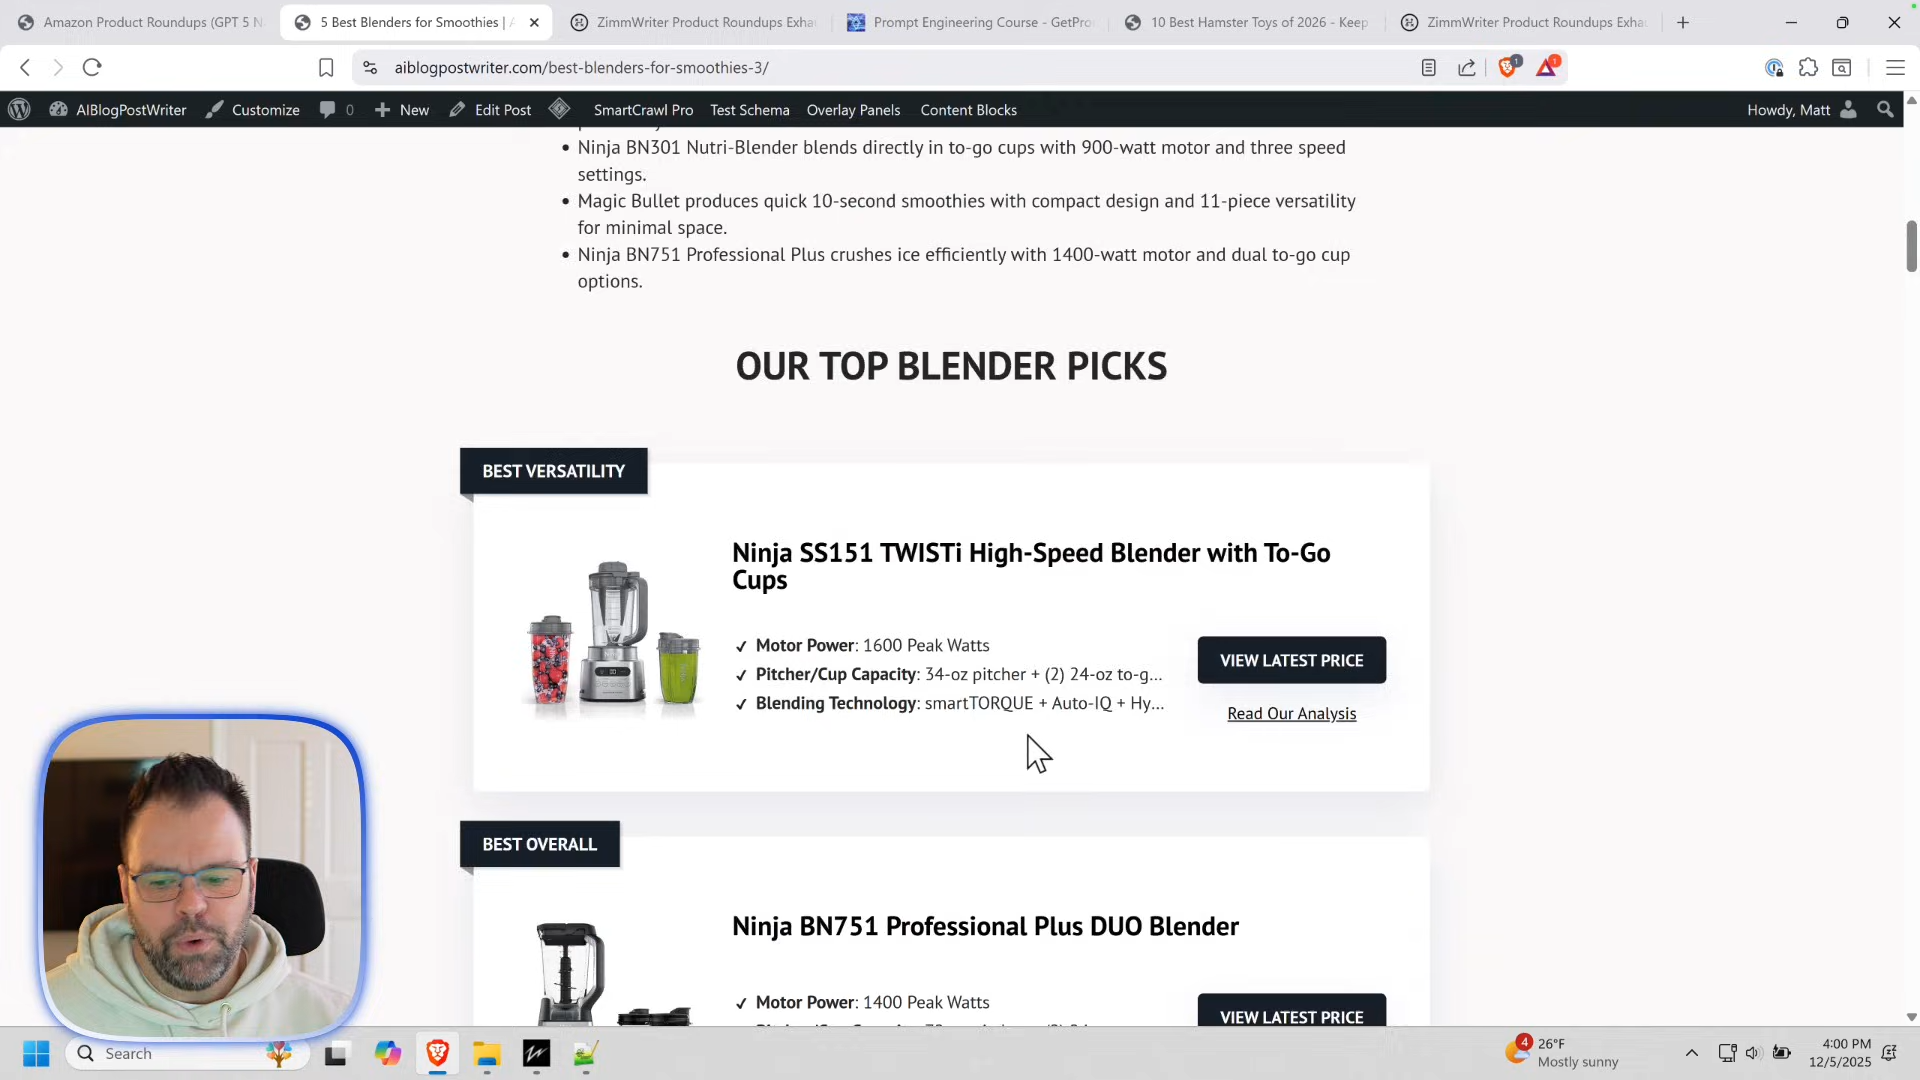 Amazon Product Roundups (GPT 5 N
5 Best Blenders for Smoothies | A
ZimmWriter Product Roundups Exha
Prompt Engineering Course - GetPro
10 Best Hamster Toys of 2026 - Keep
ZimmWriter Product Roundups Exhau
aiblogpostwriter.com/best-blenders-for-smoothies-3/
1
1
AIBlogPostWriter
Customize
0
New
Edit Post
SmartCrawl Pro
Test Schema
Overlay Panels
Content Blocks
Howdy, Matt
• Ninja BN301 Nutri-Blender blends directly in to-go cups with 900-watt motor and three speed
settings.
• Magic Bullet produces quick 10-second smoothies with compact design and 11-piece versatility
for minimal space.
• Ninja BN751 Professional Plus crushes ice efficiently with 1400-watt motor and dual to-go cup
options.
OUR TOP BLENDER PICKS
BEST VERSATILITY
Ninja SS151 TWISTi High-Speed Blender with To-Go
Cups
✓ Motor Power: 1600 Peak Watts
✓ Pitcher/Cup Capacity: 34-oz pitcher + (2) 24-oz to-g...
✓ Blending Technology: smartTORQUE + Auto-IQ + Hy...
VIEW LATEST PRICE
Read Our Analysis
BEST OVERALL
Ninja BN751 Professional Plus DUO Blender
✓ Motor Power: 1400 Peak Watts
VIEW LATEST PRICE
Search
4
26°F
Mostly sunny
4:00 PM
12/5/2025